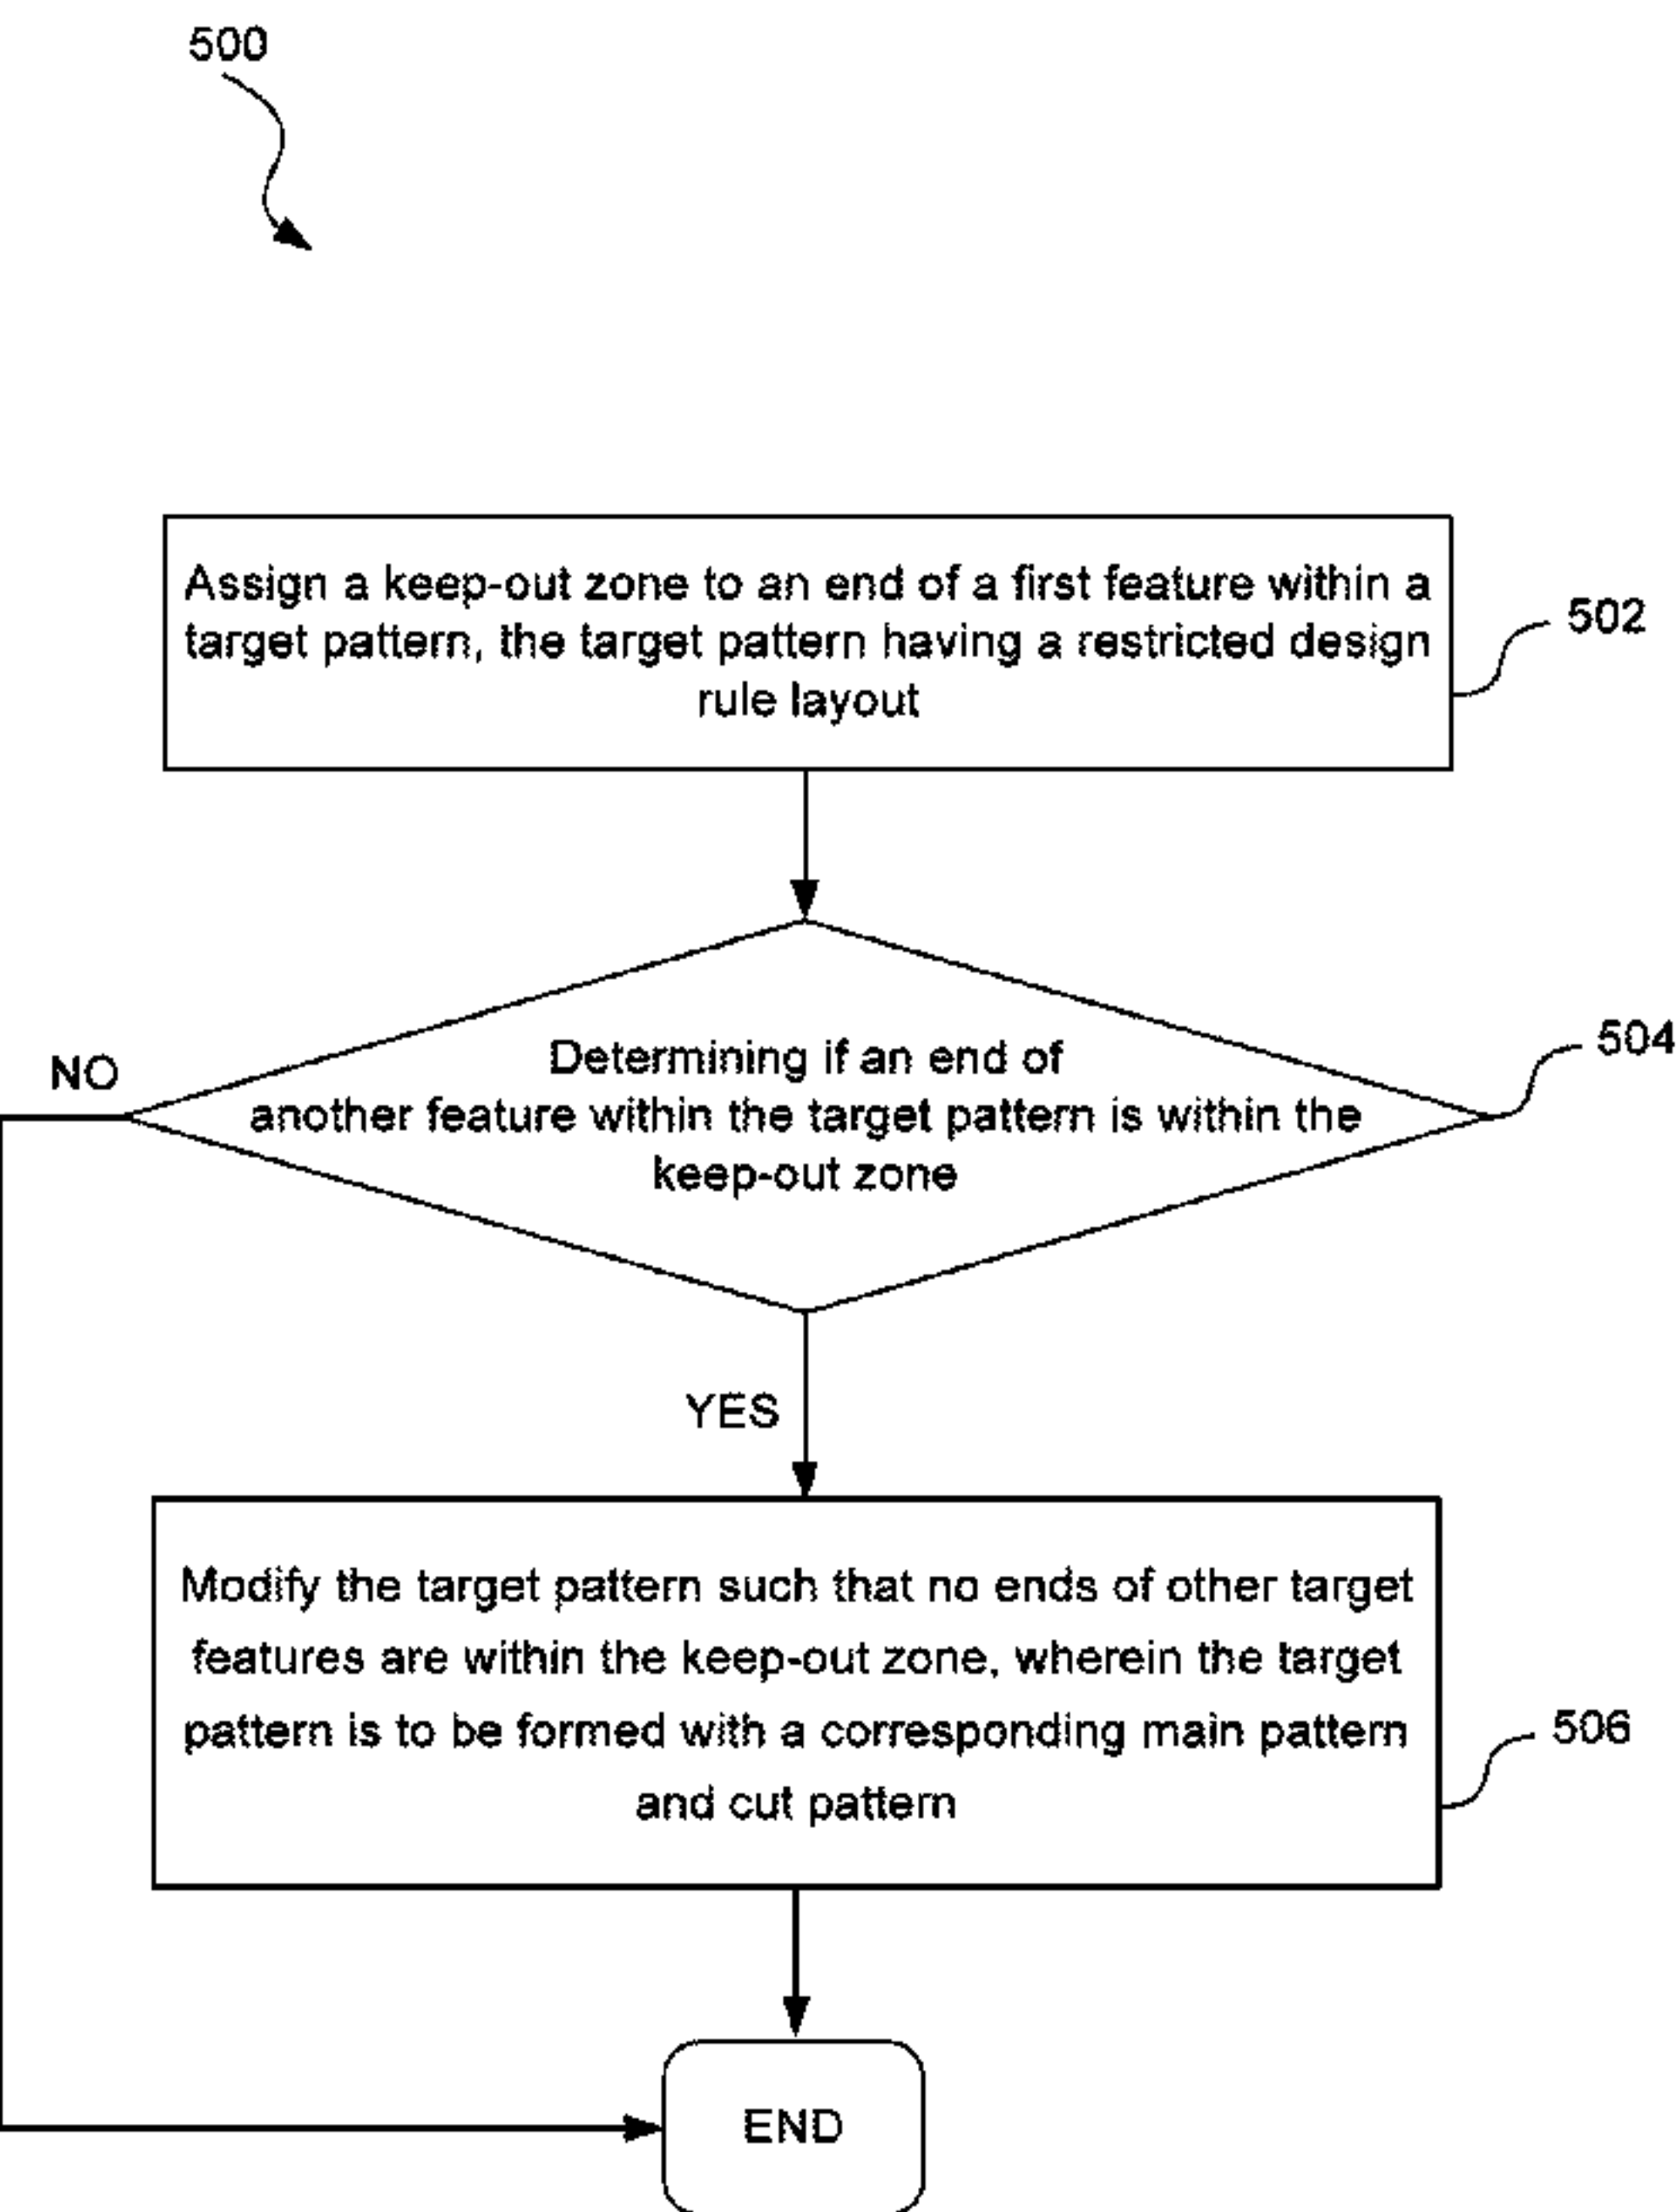 500
Assign a keep-out zone to an end of a first feature within a
target pattern, the target pattern having a restricted design
rule layout
502
Determining if an end of
another feature within the target pattern is within the
keep-out zone
504
NO
YES
Modify the target pattern such that no ends of other target
features are within the keep-out zone, wherein the target
pattern is to be formed with a corresponding main pattern
and cut pattern
506
END